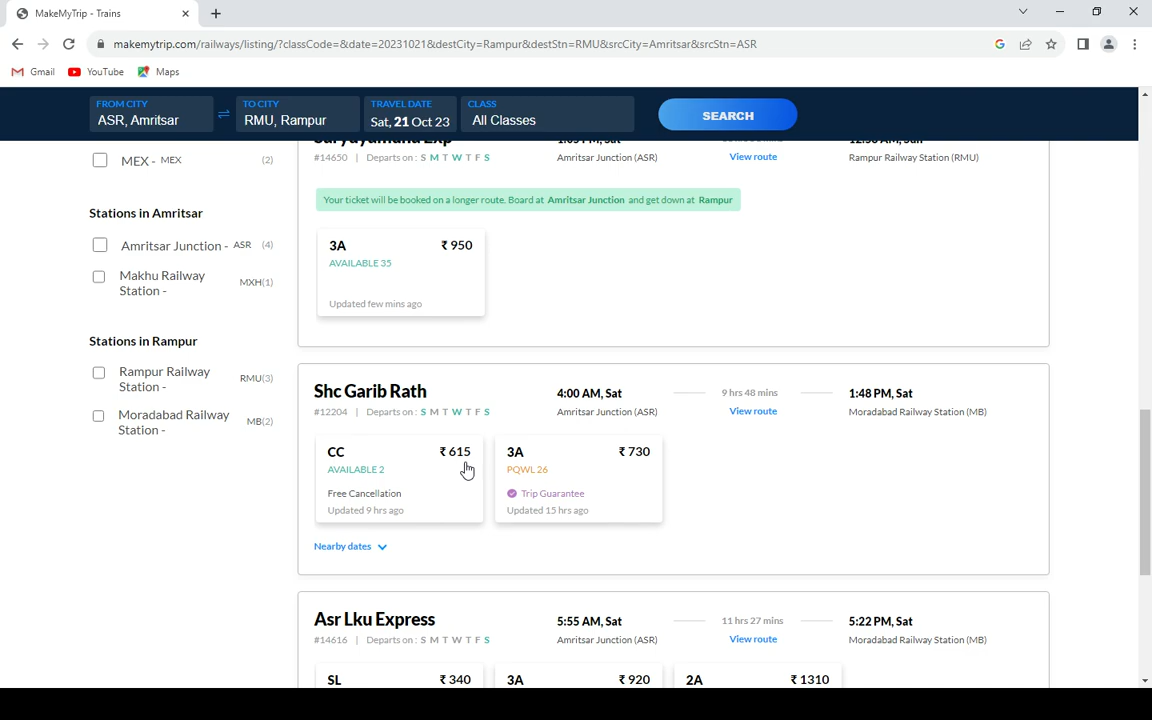 MakeMyTrip - Trains
makemytrip.com/railways/listing/?classCode=&date=20231021&destCity=Rampur&destStn=RMU&srcCity=Amritsar&srcStn=ASR
Gmail YouTube Maps
FROM CITY TO CITY TRAVEL DATE CLASS
ASR, Amritsar RMU, Rampur Sat, 21 Oct 23 All Classes SEARCH
MEX - MEX (2)
Stations in Amritsar
Amritsar Junction - ASR (4)
Makhu Railway
Station - MXH(1)
Stations in Rampur
Rampur Railway
Station - RMU(3)
Moradabad Railway
Station - MB(2)
#14650 | Departs on : S M T W T F S Amritsar Junction (ASR) View route Rampur Railway Station (RMU)
Your ticket will be booked on a longer route. Board at Amritsar Junction and get down at Rampur
3A ₹ 950
AVAILABLE 35
Updated few mins ago
Shc Garib Rath 4:00 AM, Sat 9 hrs 48 mins 1:48 PM, Sat
#12204 | Departs on : S M T W T F S Amritsar Junction (ASR) View route Moradabad Railway Station (MB)
CC ₹ 615 3A ₹ 730
AVAILABLE 2 PQWL 26
Free Cancellation Trip Guarantee
Updated 9 hrs ago Updated 15 hrs ago
Nearby dates
Asr Lku Express 5:55 AM, Sat 11 hrs 27 mins 5:22 PM, Sat
#14616 | Departs on : S M T W T F S Amritsar Junction (ASR) View route Moradabad Railway Station (MB)
SL ₹ 340 3A ₹ 920 2A ₹ 1310